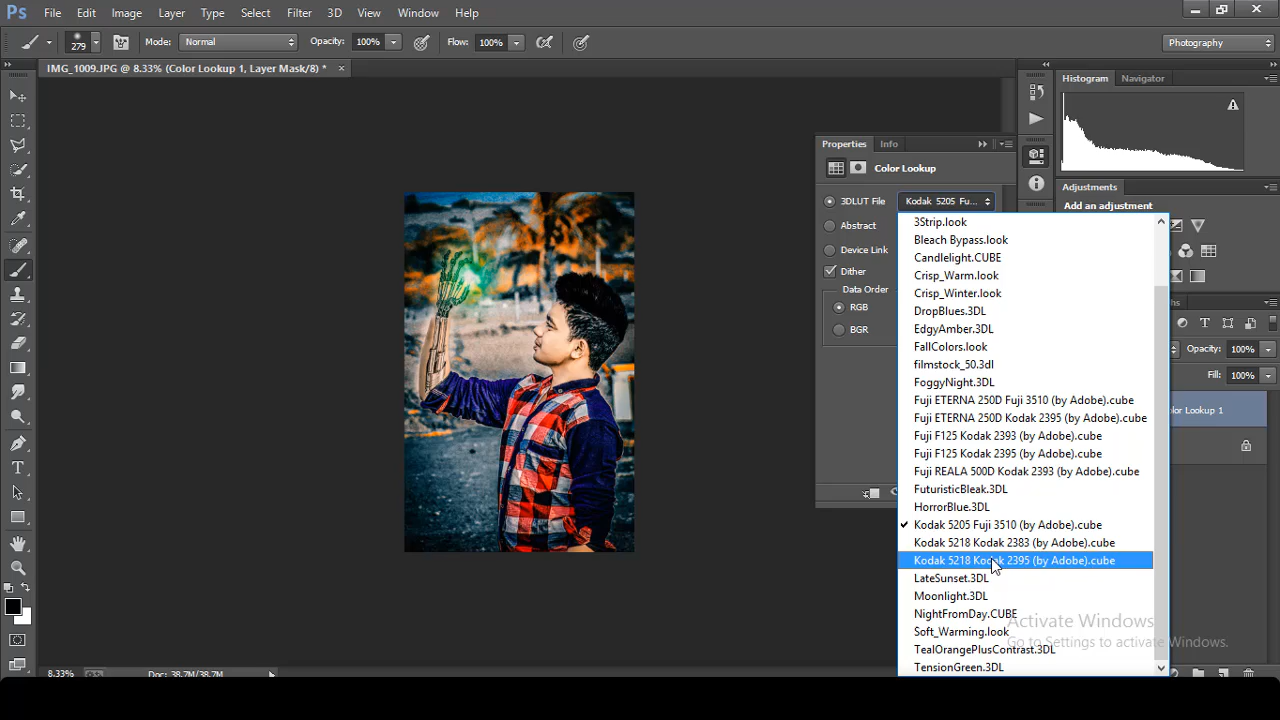 Ps File Edit Image Layer Type Select Filter 3D View Window Help
279 Mode: Normal Opacity: 100% Flow: 100% Photography
IMG_1009.JPG @ 8.33% (Color Lookup 1, Layer Mask/8) *
Histogram Navigator
Properties Info
Color Lookup
Adjustments
Add an adjustment
3DLUT File Kodak 5205 Fu...
Abstract
Device Link
Dither
Data Order
RGB
BGR
3Strip.look
Bleach Bypass.look
Candlelight.CUBE
Crisp_Warm.look
Crisp_Winter.look
DropBlues.3DL
EdgyAmber.3DL
FallColors.look
filmstock_50.3dl
FoggyNight.3DL
Fuji ETERNA 250D Fuji 3510 (by Adobe).cube
Fuji ETERNA 250D Kodak 2395 (by Adobe).cube
Fuji F125 Kodak 2393 (by Adobe).cube
Fuji F125 Kodak 2395 (by Adobe).cube
Fuji REALA 500D Kodak 2393 (by Adobe).cube
FuturisticBleak.3DL
HorrorBlue.3DL
Kodak 5205 Fuji 3510 (by Adobe).cube
Kodak 5218 Kodak 2383 (by Adobe).cube
Kodak 5218 Kodak 2395 (by Adobe).cube
LateSunset.3DL
Moonlight.3DL
NightFromDay.CUBE
Soft_Warming.look
TealOrangePlusContrast.3DL
TensionGreen.3DL
ths
Opacity: 100%
Fill: 100%
lor Lookup 1
Activate Windows
Go to Settings to activate Windows.
8.33% Doc: 38.7M/38.7M